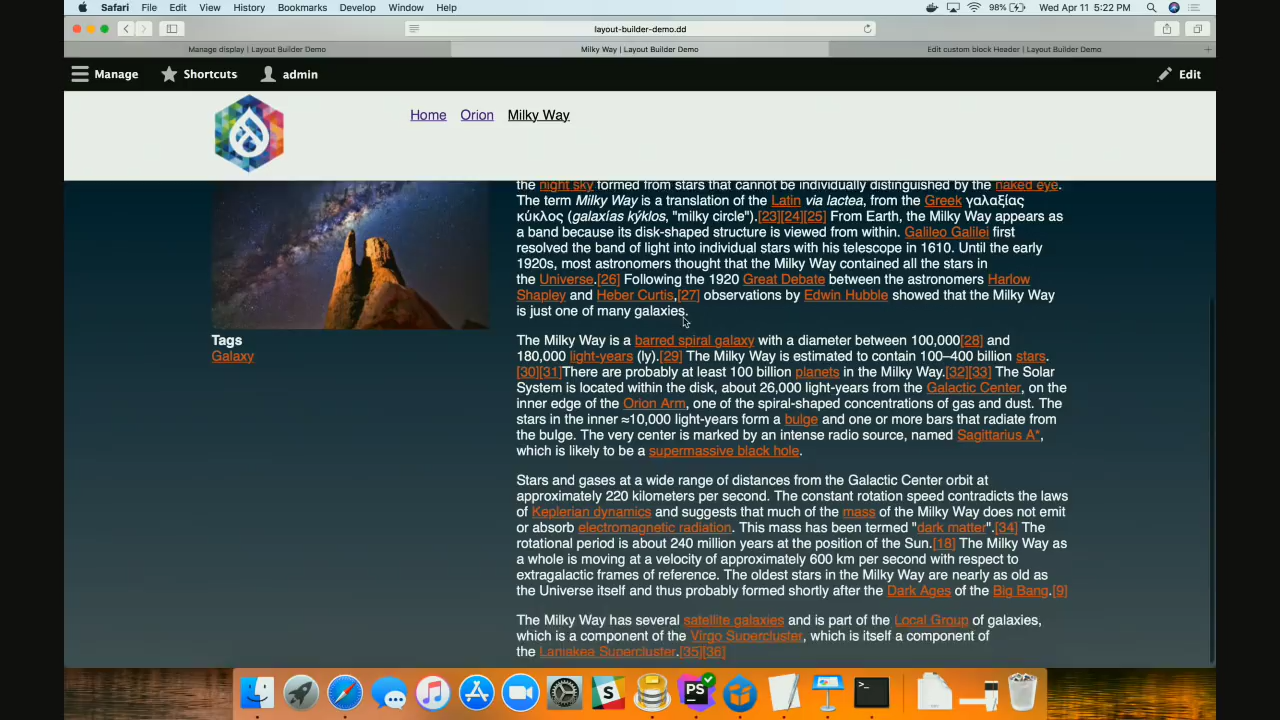 Safari File Edit View History Bookmarks Develop Window Help 98% Wed Apr 11 5:22 PM
layout-builder-demo.dd
Manage display | Layout Builder Demo Milky Way | Layout Builder Demo Edit custom block Header | Layout Builder Demo
Manage Shortcuts admin Edit
Home Orion Milky Way
the night sky formed from stars that cannot be individually distinguished by the naked eye.
The term Milky Way is a translation of the Latin via lactea, from the Greek γαλαξίας
κύκλος (galaxías kýklos, "milky circle").[23][24][25] From Earth, the Milky Way appears as
a band because its disk-shaped structure is viewed from within. Galileo Galilei first
resolved the band of light into individual stars with his telescope in 1610. Until the early
1920s, most astronomers thought that the Milky Way contained all the stars in
the Universe.[26] Following the 1920 Great Debate between the astronomers Harlow
Shapley and Heber Curtis,[27] observations by Edwin Hubble showed that the Milky Way
is just one of many galaxies.
Tags
Galaxy
The Milky Way is a barred spiral galaxy with a diameter between 100,000[28] and
180,000 light-years (ly).[29] The Milky Way is estimated to contain 100–400 billion stars.
[30][31]There are probably at least 100 billion planets in the Milky Way.[32][33] The Solar
System is located within the disk, about 26,000 light-years from the Galactic Center, on the
inner edge of the Orion Arm, one of the spiral-shaped concentrations of gas and dust. The
stars in the inner ≈10,000 light-years form a bulge and one or more bars that radiate from
the bulge. The very center is marked by an intense radio source, named Sagittarius A*,
which is likely to be a supermassive black hole.
Stars and gases at a wide range of distances from the Galactic Center orbit at
approximately 220 kilometers per second. The constant rotation speed contradicts the laws
of Keplerian dynamics and suggests that much of the mass of the Milky Way does not emit
or absorb electromagnetic radiation. This mass has been termed "dark matter".[34] The
rotational period is about 240 million years at the position of the Sun.[18] The Milky Way as
a whole is moving at a velocity of approximately 600 km per second with respect to
extragalactic frames of reference. The oldest stars in the Milky Way are nearly as old as
the Universe itself and thus probably formed shortly after the Dark Ages of the Big Bang.[9]
The Milky Way has several satellite galaxies and is part of the Local Group of galaxies,
which is a component of the Virgo Supercluster, which is itself a component of
the Laniakea Supercluster.[35][36]
PS